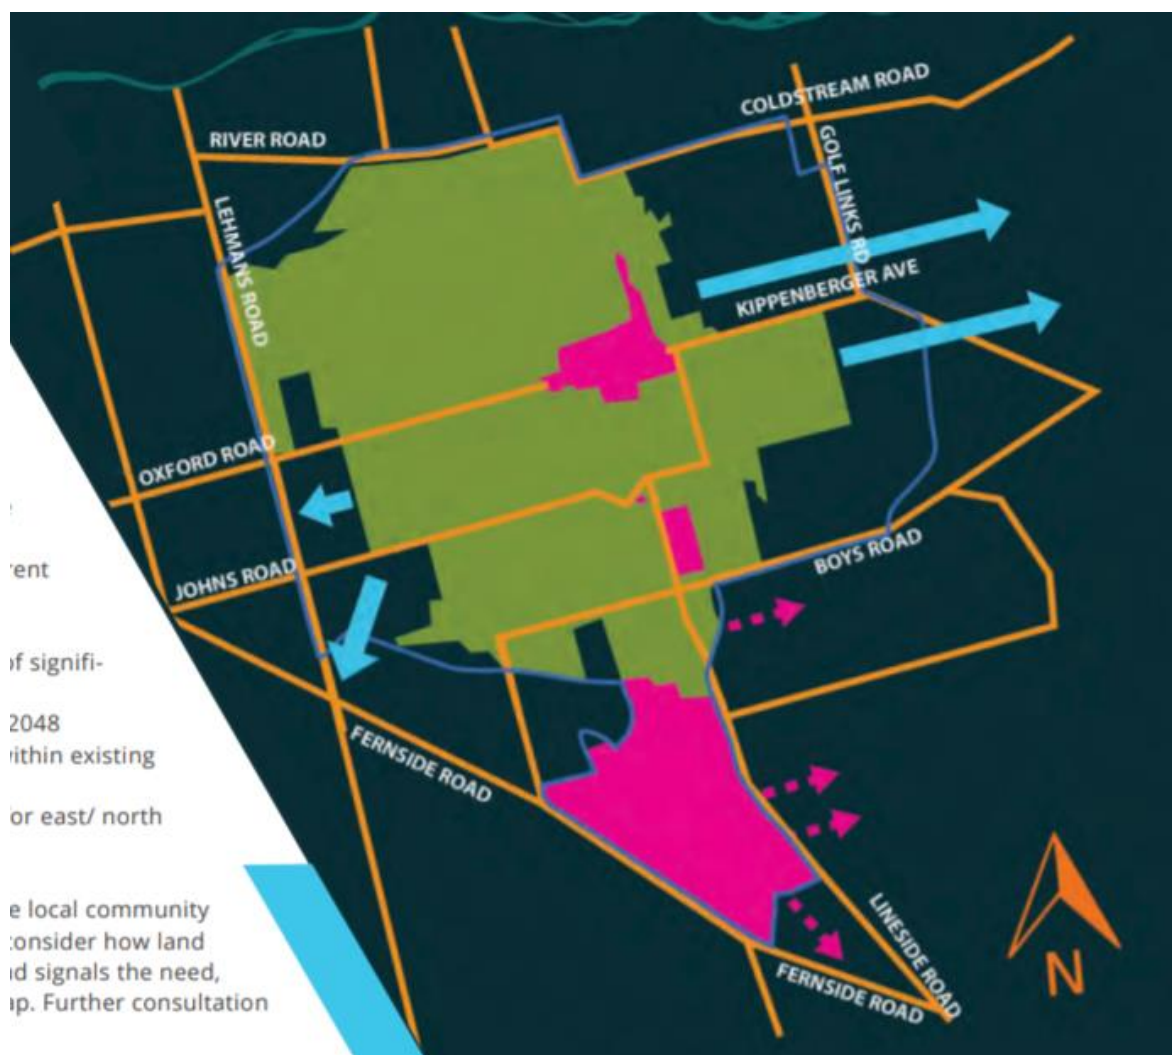 COLDSTREAM ROAD
RIVER ROAD
GOLF LINKS RD
LEHMANS ROAD
KIPPENBERGER AVE
OXFORD ROAD
JOHNS ROAD
BOYS ROAD
FERNSIDE ROAD
LINESIDE ROAD
FERNSIDE ROAD
N
rent
of signifi-
2048
within existing
or east/ north
e local community
consider how land
nd signals the need,
ap. Further consultation